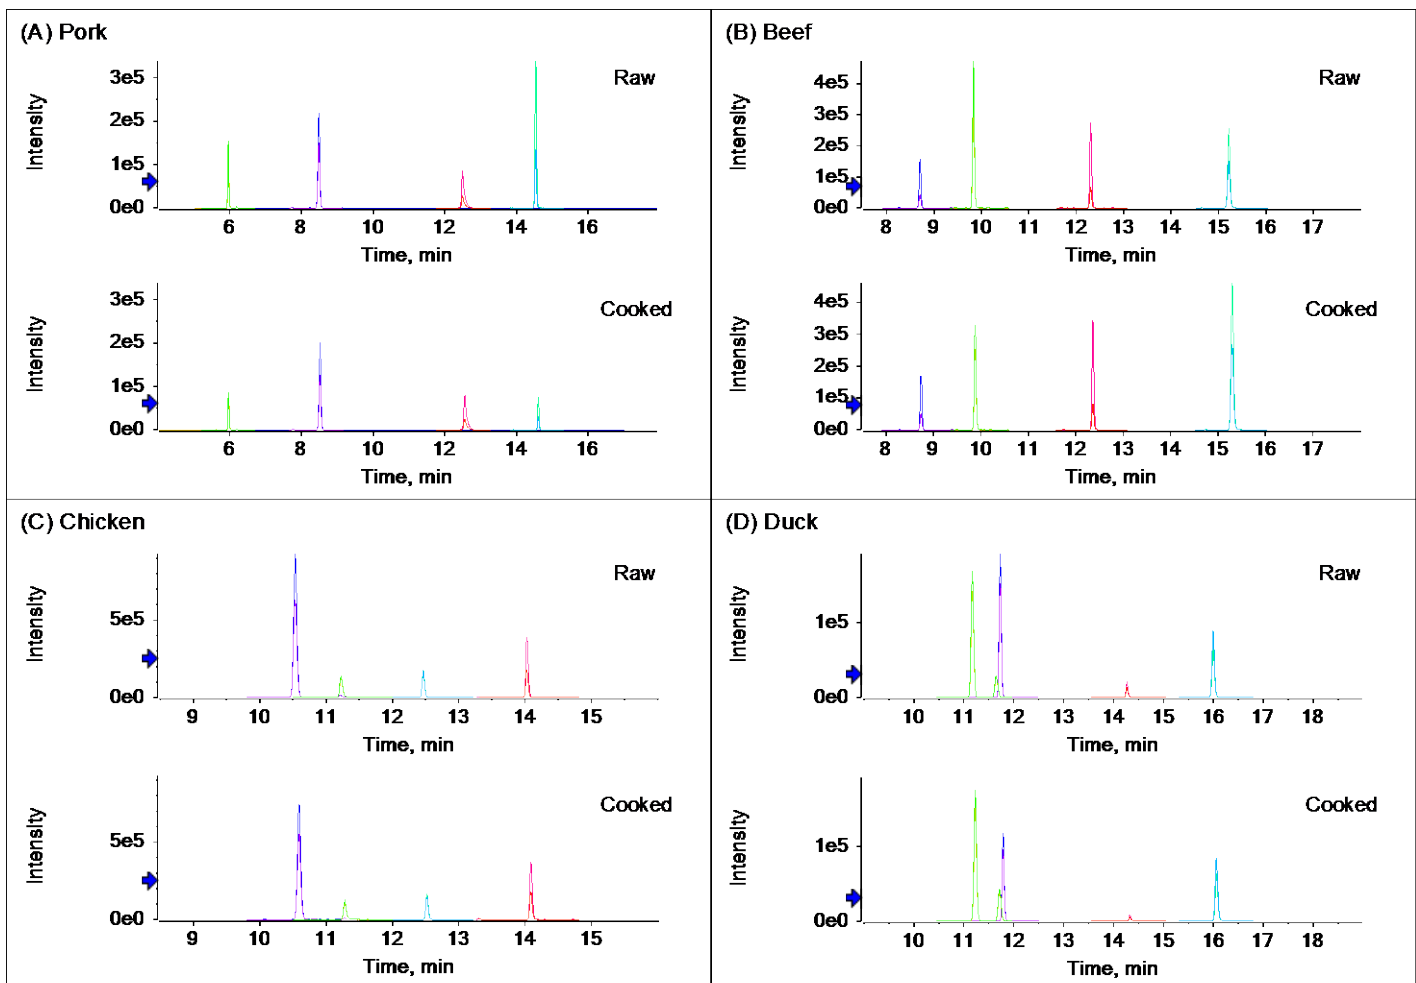 (A) Pork
Raw
Intensity
3e5
2e5
1e5
0e0
6 8 10 12 14 16
Time, min
Cooked
Intensity
3e5
2e5
1e5
0e0
6 8 10 12 14 16
Time, min
(B) Beef
Raw
Intensity
4e5
3e5
2e5
1e5
0e0
8 9 10 11 12 13 14 15 16 17
Time, min
Cooked
Intensity
4e5
3e5
2e5
1e5
0e0
8 9 10 11 12 13 14 15 16 17
Time, min
(C) Chicken
Raw
Intensity
5e5
0e0
9 10 11 12 13 14 15
Time, min
Cooked
Intensity
5e5
0e0
9 10 11 12 13 14 15
Time, min
(D) Duck
Raw
Intensity
1e5
0e0
10 11 12 13 14 15 16 17 18
Time, min
Cooked
Intensity
1e5
0e0
10 11 12 13 14 15 16 17 18
Time, min